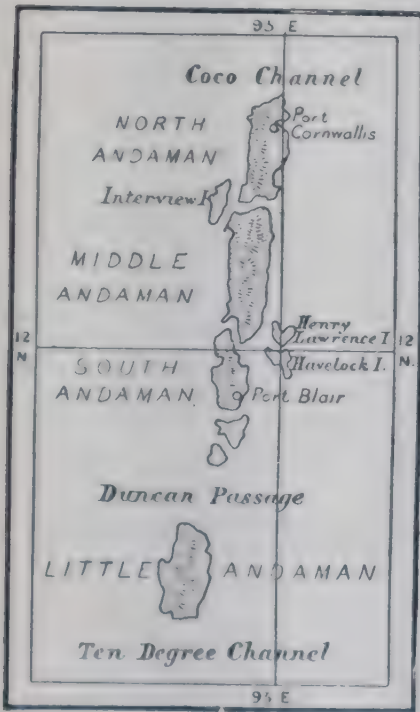 93 E
Coco Channel
NORTH
ANDAMAN
Port
Cornwallis
Interview I
MIDDLE
ANDAMAN
Henry
Lawrence I
12
N
12
N.
SOUTH
ANDAMAN
Havelock I.
Port Blair
Duncan Passage
LITTLE ANDAMAN
Ten Degree Channel
93 E